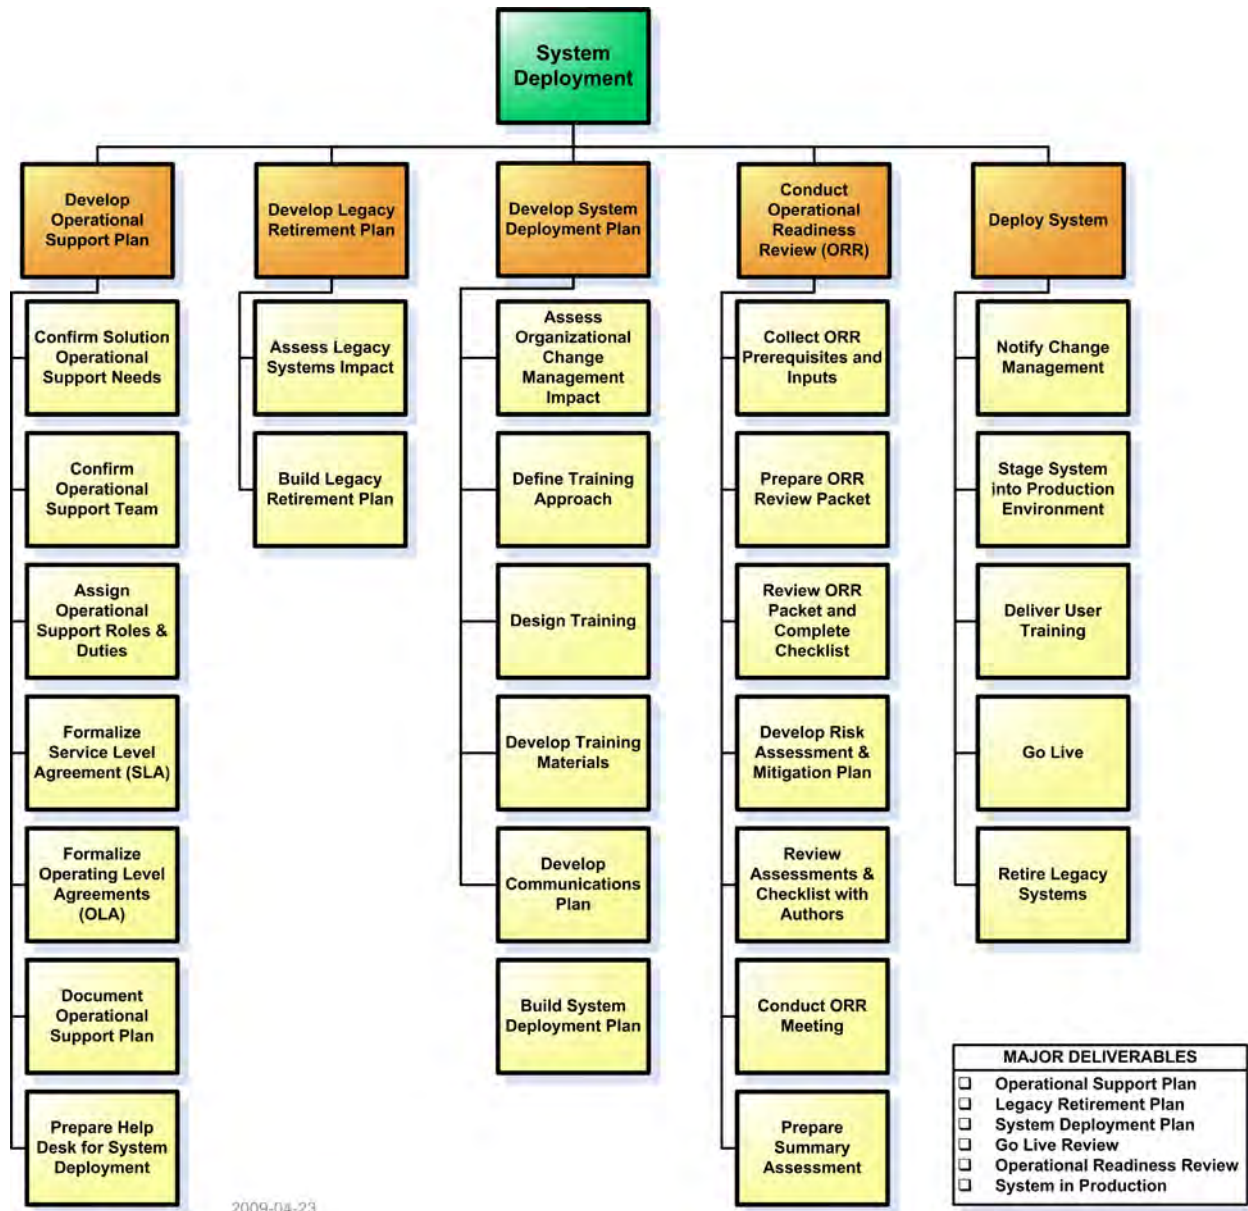 System
Deployment
Develop
Operational
Support Plan
Develop Legacy
Retirement Plan
Develop System
Deployment Plan
Conduct
Operational
Readiness
Review (ORR)
Deploy System
Confirm Solution
Operational
Support Needs
Confirm
Operational
Support Team
Assign
Operational
Support Roles &
Duties
Formalize
Service Level
Agreement (SLA)
Formalize
Operating Level
Agreements
(OLA)
Document
Operational
Support Plan
Prepare Help
Desk for System
Deployment
Assess Legacy
Systems Impact
Build Legacy
Retirement Plan
Assess
Organizational
Change
Management
Impact
Define Training
Approach
Design Training
Develop Training
Materials
Develop
Communications
Plan
Build System
Deployment Plan
Collect ORR
Prerequisites and
Inputs
Prepare ORR
Review Packet
Review ORR
Packet and
Complete
Checklist
Develop Risk
Assessment &
Mitigation Plan
Review
Assessments &
Checklist with
Authors
Conduct ORR
Meeting
Prepare
Summary
Assessment
Notify Change
Management
Stage System
into Production
Environment
Deliver User
Training
Go Live
Retire Legacy
Systems
MAJOR DELIVERABLES
❑ Operational Support Plan
❑ Legacy Retirement Plan
❑ System Deployment Plan
❑ Go Live Review
❑ Operational Readiness Review
❑ System in Production
2009-04-23